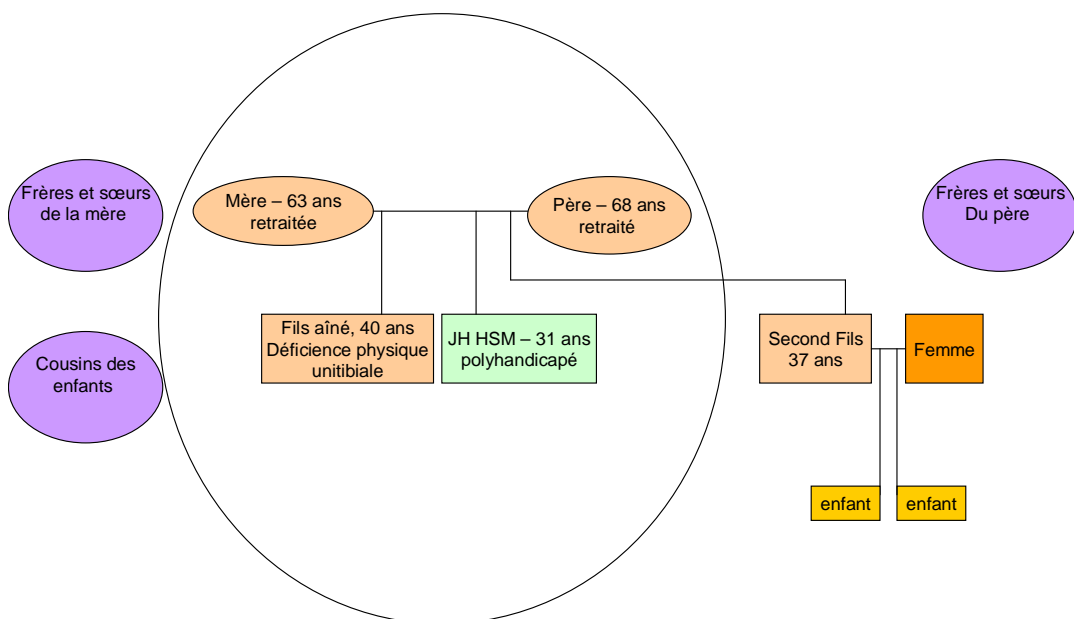 Frères et sœurs
de la mère
Mère – 63 ans
retraitée
Père – 68 ans
retraité
Frères et sœurs
Du père
Cousins des
enfants
Fils aîné, 40 ans
Déficience physique
unitibiale
JH HSM – 31 ans
polyhandicapé
Second Fils
37 ans
Femme
enfant
enfant